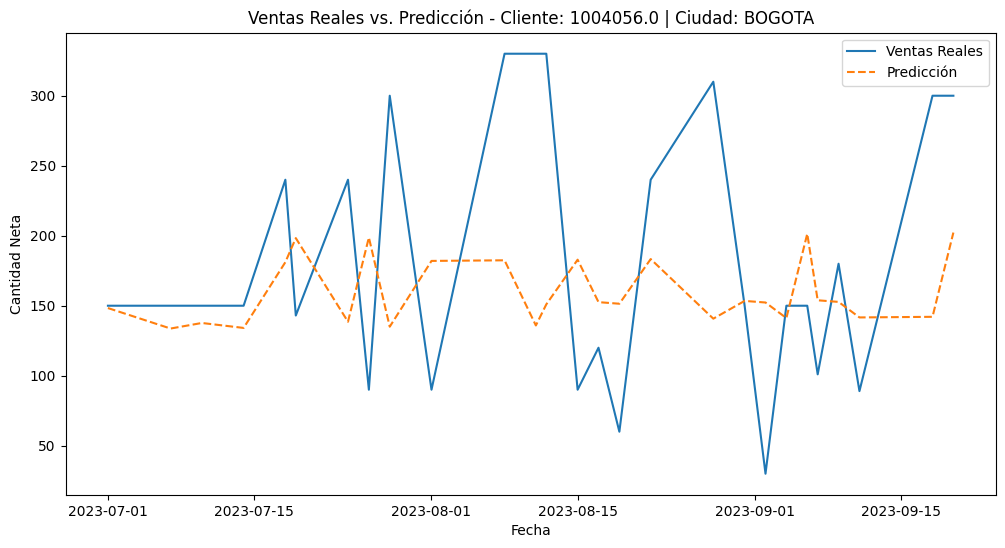 Ventas Reales vs. Predicción - Cliente: 1004056.0 | Ciudad: BOGOTA
Ventas Reales
Predicción
Cantidad Neta
300
250
200
150
100
50
2023-07-01 2023-07-15 2023-08-01 2023-08-15 2023-09-01 2023-09-15
Fecha